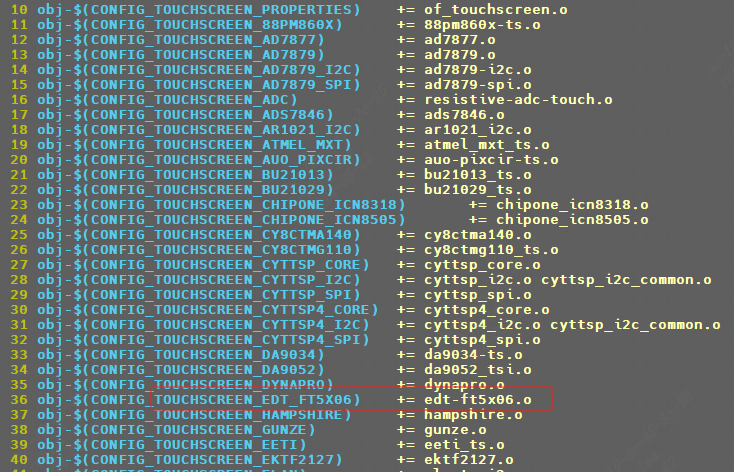 10 obj-$(CONFIG_TOUCHSCREEN_PROPERTIES) += of_touchscreen.o
11 obj-$(CONFIG_TOUCHSCREEN_88PM860X) += 88pm860x-ts.o
12 obj-$(CONFIG_TOUCHSCREEN_AD7877) += ad7877.o
13 obj-$(CONFIG_TOUCHSCREEN_AD7879) += ad7879.o
14 obj-$(CONFIG_TOUCHSCREEN_AD7879_I2C) += ad7879-i2c.o
15 obj-$(CONFIG_TOUCHSCREEN_AD7879_SPI) += ad7879-spi.o
16 obj-$(CONFIG_TOUCHSCREEN_ADC) += resistive-adc-touch.o
17 obj-$(CONFIG_TOUCHSCREEN_ADS7846) += ads7846.o
18 obj-$(CONFIG_TOUCHSCREEN_AR1021_I2C) += ar1021_i2c.o
19 obj-$(CONFIG_TOUCHSCREEN_ATMEL_MXT) += atmel_mxt_ts.o
20 obj-$(CONFIG_TOUCHSCREEN_AUO_PIXCIR) += auo-pixcir-ts.o
21 obj-$(CONFIG_TOUCHSCREEN_BU21013) += bu21013_ts.o
22 obj-$(CONFIG_TOUCHSCREEN_BU21029) += bu21029_ts.o
23 obj-$(CONFIG_TOUCHSCREEN_CHIPONE_ICN8318) += chipone_icn8318.o
24 obj-$(CONFIG_TOUCHSCREEN_CHIPONE_ICN8505) += chipone_icn8505.o
25 obj-$(CONFIG_TOUCHSCREEN_CY8CTMA140) += cy8ctma140.o
26 obj-$(CONFIG_TOUCHSCREEN_CY8CTMG110) += cy8ctmg110_ts.o
27 obj-$(CONFIG_TOUCHSCREEN_CYTTSP_CORE) += cyttsp_core.o
28 obj-$(CONFIG_TOUCHSCREEN_CYTTSP_I2C) += cyttsp_i2c.o cyttsp_i2c_common.o
29 obj-$(CONFIG_TOUCHSCREEN_CYTTSP_SPI) += cyttsp_spi.o
30 obj-$(CONFIG_TOUCHSCREEN_CYTTSP4_CORE) += cyttsp4_core.o
31 obj-$(CONFIG_TOUCHSCREEN_CYTTSP4_I2C) += cyttsp4_i2c.o cyttsp_i2c_common.o
32 obj-$(CONFIG_TOUCHSCREEN_CYTTSP4_SPI) += cyttsp4_spi.o
33 obj-$(CONFIG_TOUCHSCREEN_DA9034) += da9034-ts.o
34 obj-$(CONFIG_TOUCHSCREEN_DA9052) += da9052_tsi.o
35 obj-$(CONFIG_TOUCHSCREEN_DYNAPRO) += dynapro.o
36 obj-$(CONFIG_TOUCHSCREEN_EDT_FT5X06) += edt-ft5x06.o
37 obj-$(CONFIG_TOUCHSCREEN_HAMPSHIRE) += hampshire.o
38 obj-$(CONFIG_TOUCHSCREEN_GUNZE) += gunze.o
39 obj-$(CONFIG_TOUCHSCREEN_EETI) += eeti_ts.o
40 obj-$(CONFIG_TOUCHSCREEN_EKTF2127) += ektf2127.o